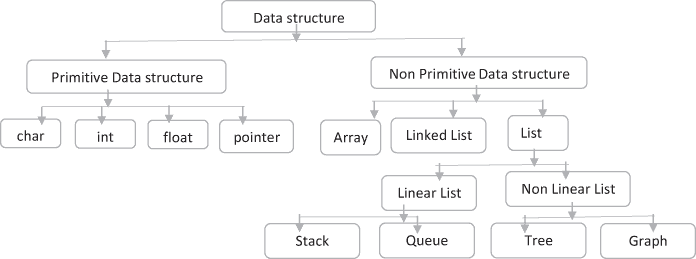 Data structure
Primitive Data structure
Non Primitive Data structure
char
int
float
pointer
Array
Linked List
List
Linear List
Non Linear List
Stack
Queue
Tree
Graph